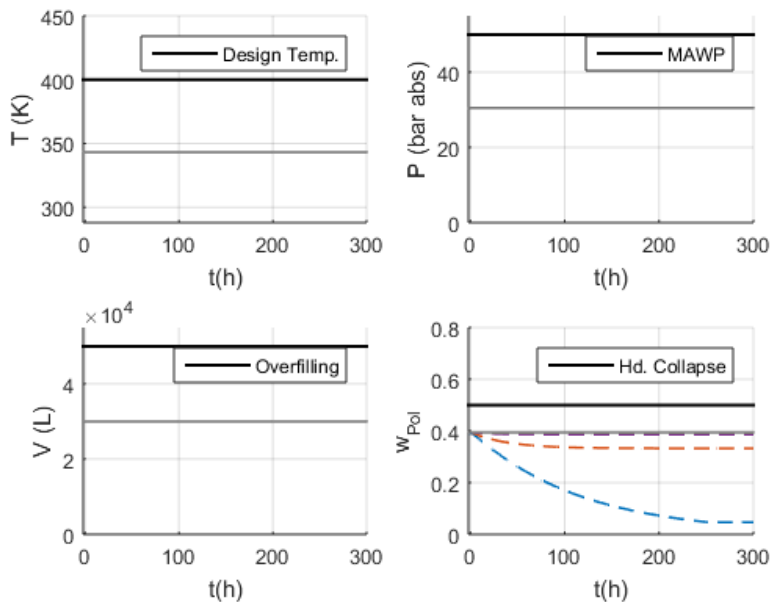 450
400
350
300
T (K)
Design Temp.
0 100 200 300
t(h)
40
20
0
P (bar abs)
MAWP
0 100 200 300
t(h)
× 10⁴
4
2
0
V (L)
Overfilling
0 100 200 300
t(h)
0.8
0.6
0.4
0.2
0
w_Pol
Hd. Collapse
0 100 200 300
t(h)